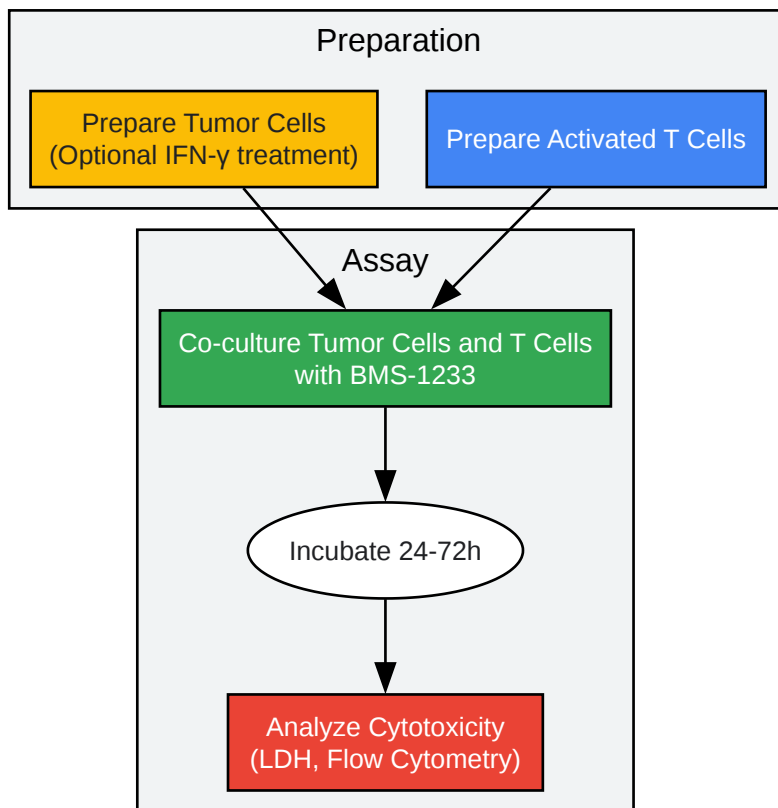 Preparation
Prepare Tumor Cells
(Optional IFN-γ treatment)
Prepare Activated T Cells
Assay
Co-culture Tumor Cells and T Cells
with BMS-1233
Incubate 24-72h
Analyze Cytotoxicity
(LDH, Flow Cytometry)